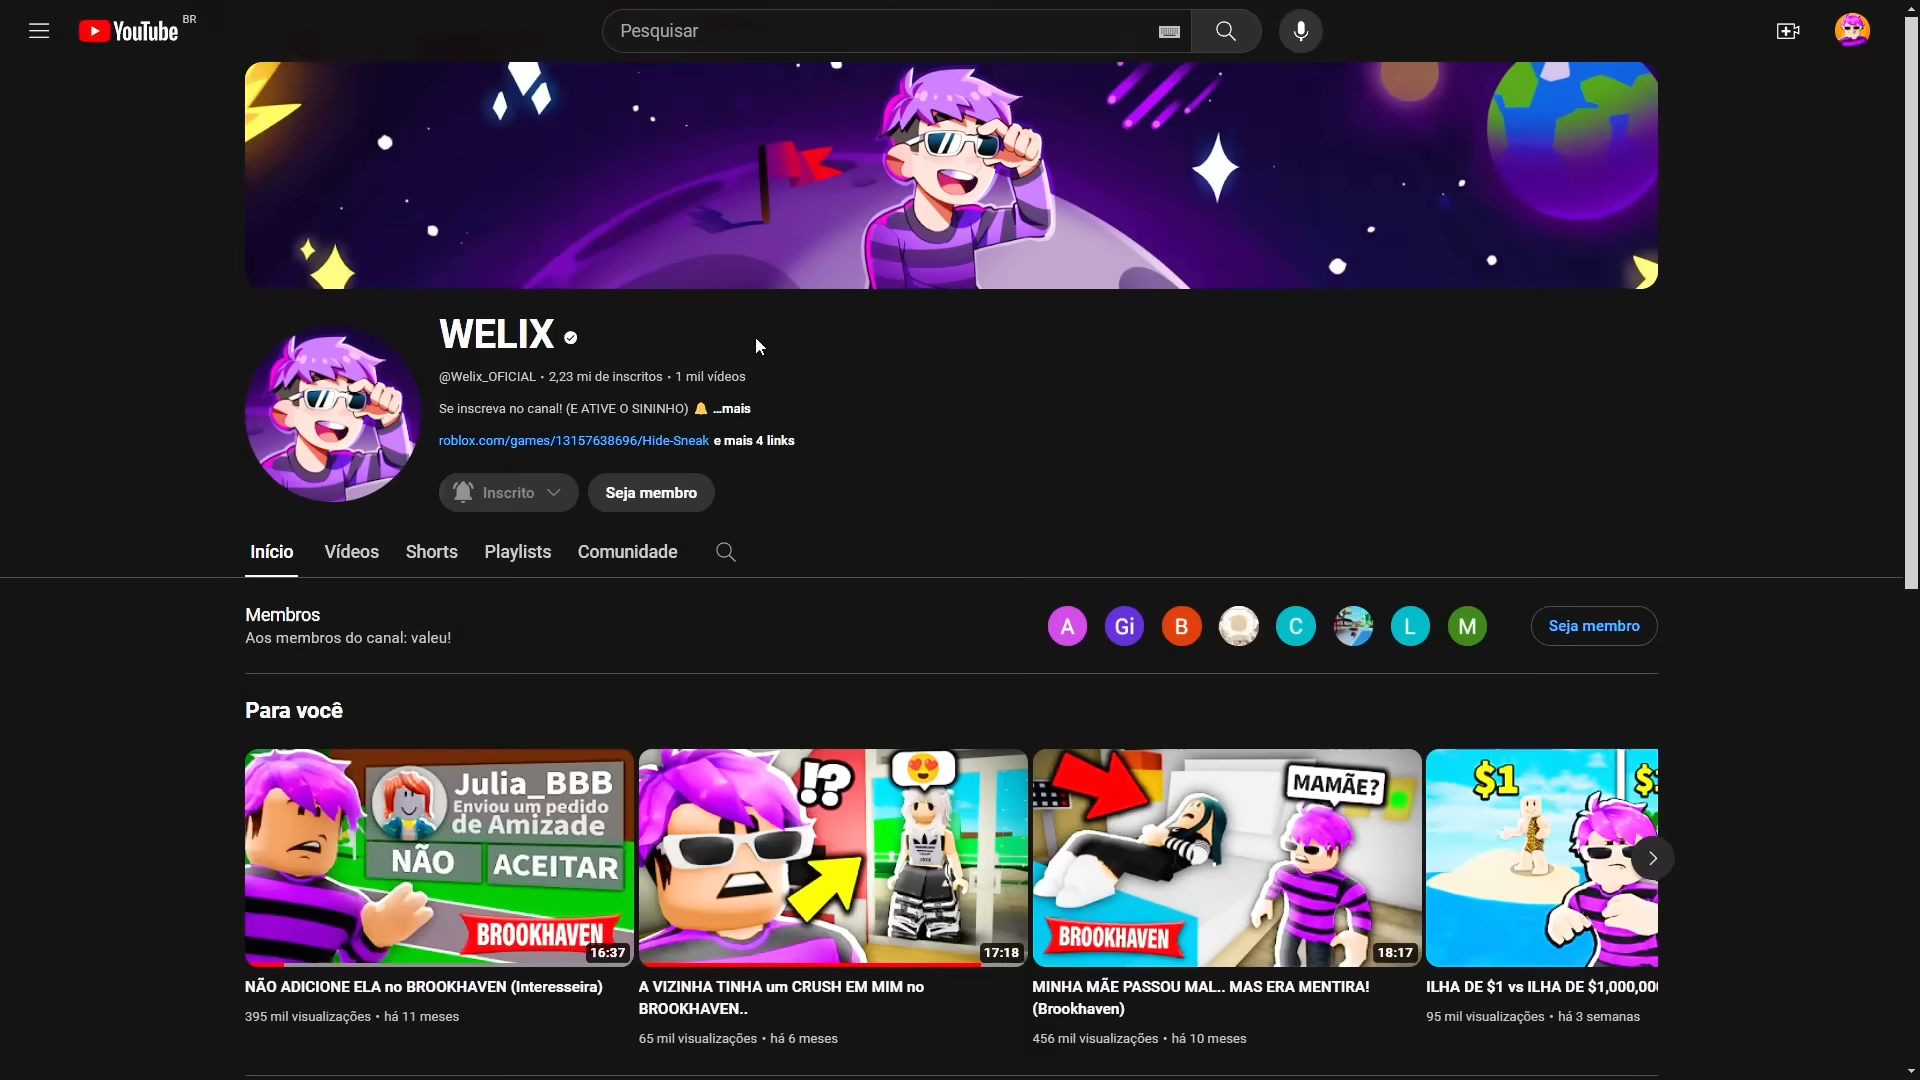 YouTube BR
Pesquisar
WELIX
@Welix_OFICIAL • 2,23 mi de inscritos • 1 mil vídeos
Se inscreva no canal! (E ATIVE O SININHO) 🔔 ...mais
roblox.com/games/13157638696/Hide-Sneak e mais 4 links
Inscrito
Seja membro
Início
Vídeos
Shorts
Playlists
Comunidade
Membros
Aos membros do canal: valeu!
A
Gi
B
C
L
M
Seja membro
Para você
Julia_BBB
Enviou um pedido
de Amizade
NÃO
ACEITAR
BROOKHAVEN
16:37
NÃO ADICIONE ELA no BROOKHAVEN (Interesseira)
395 mil visualizações • há 11 meses
!?
17:18
A VIZINHA TINHA um CRUSH EM MIM no
BROOKHAVEN..
65 mil visualizações • há 6 meses
MAMÃE?
BROOKHAVEN
18:17
MINHA MÃE PASSOU MAL.. MAS ERA MENTIRA!
(Brookhaven)
456 mil visualizações • há 10 meses
$1
ILHA DE $1 vs ILHA DE $1,000,00
95 mil visualizações • há 3 semanas